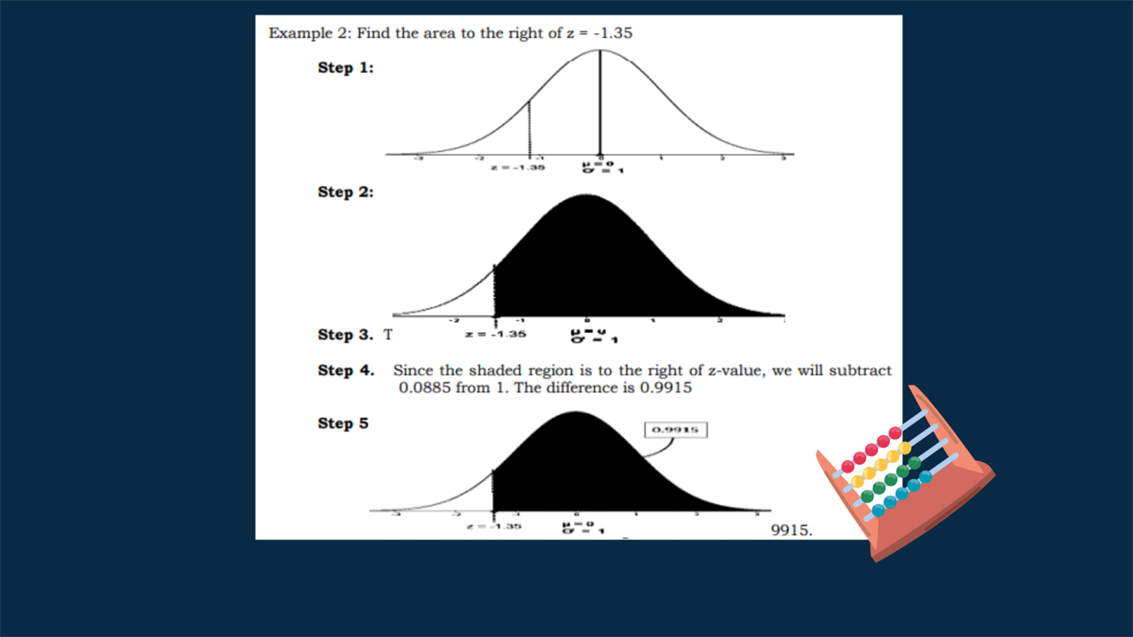 Example 2: Find the area to the right of z = -1.35
Step 1:
-3 -2 -1 0 1 2 3
z = -1.35
μ = 0
σ = 1
Step 2:
-2 -1 0 1 2
Step 3. T
z = -1.35
μ = 0
σ = 1
Step 4. Since the shaded region is to the right of z-value, we will subtract
0.0885 from 1. The difference is 0.9915
Step 5
0.9915
-3 -2 -1 0 1 2 3
z = -1.35
μ = 0
σ = 1
9915.